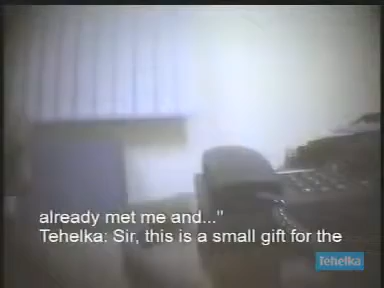 already met me and..."
Tehelka: Sir, this is a small gift for the
Tehelka